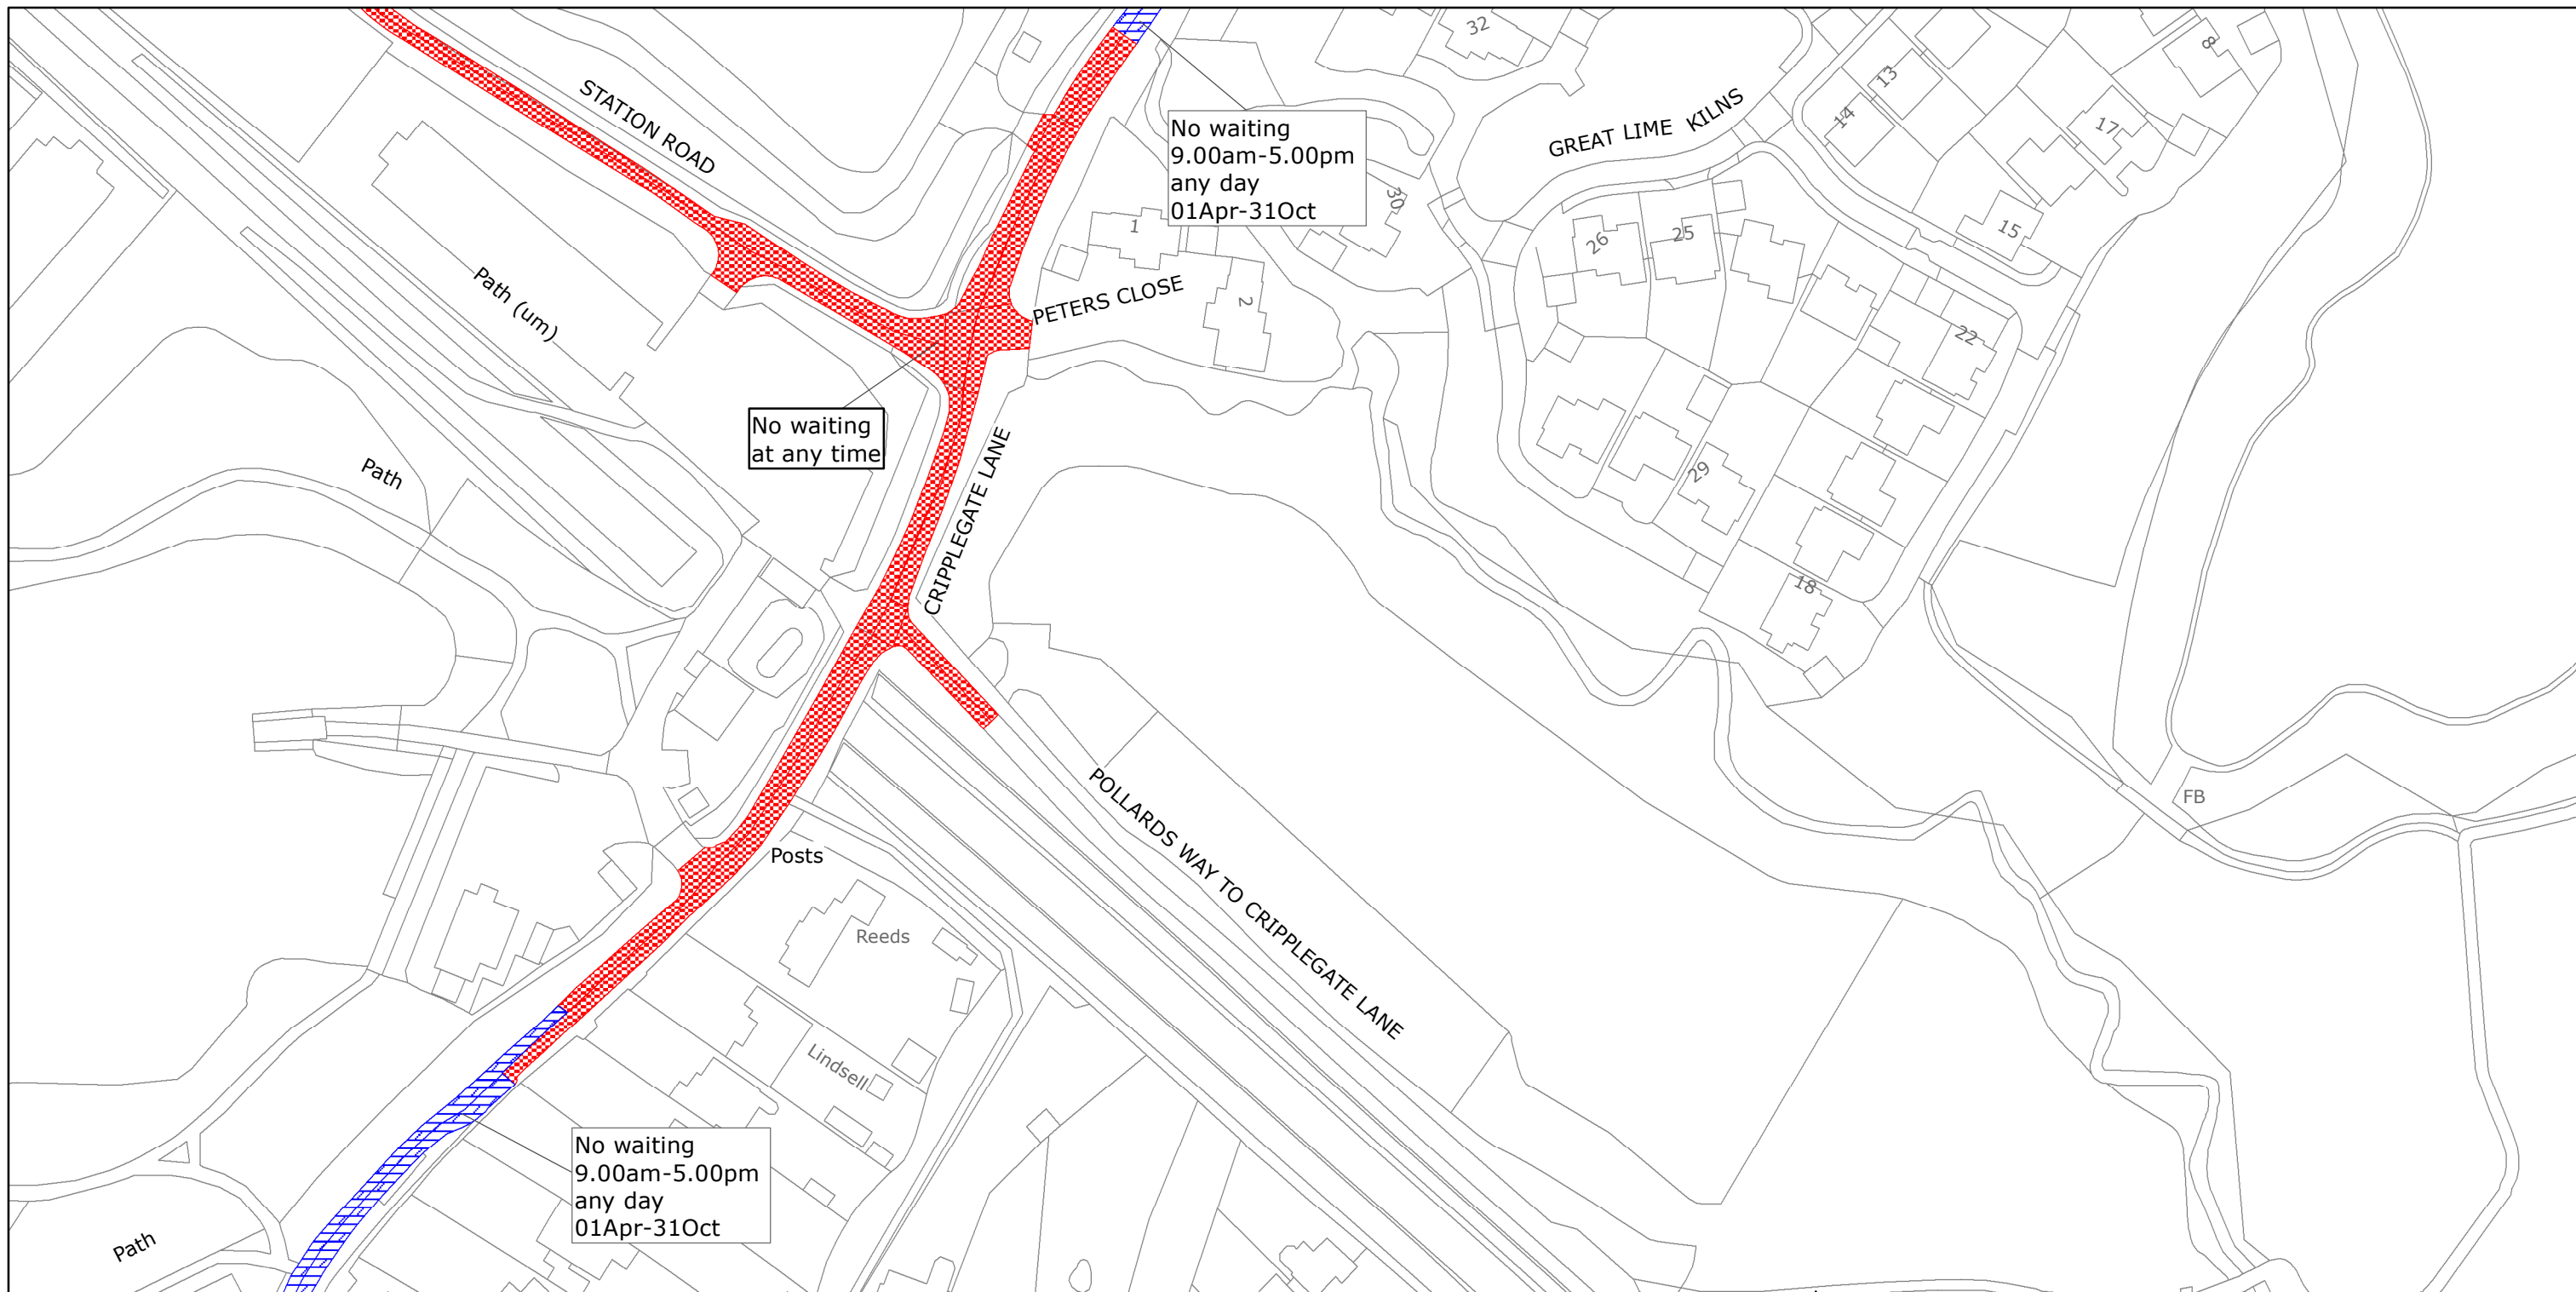 32
8
13
14
17
STATION ROAD
GREAT LIME KILNS
No waiting
9.00am-5.00pm
any day
01Apr-31Oct
30
1
26
25
15
PETERS CLOSE
2
Path (um)
22
No waiting
at any time
Path
CRIPPLEGATE LANE
29
18
POLLARDS WAY TO CRIPPLEGATE LANE
FB
Posts
Reeds
Lindsell
No waiting
9.00am-5.00pm
any day
01Apr-31Oct
Path